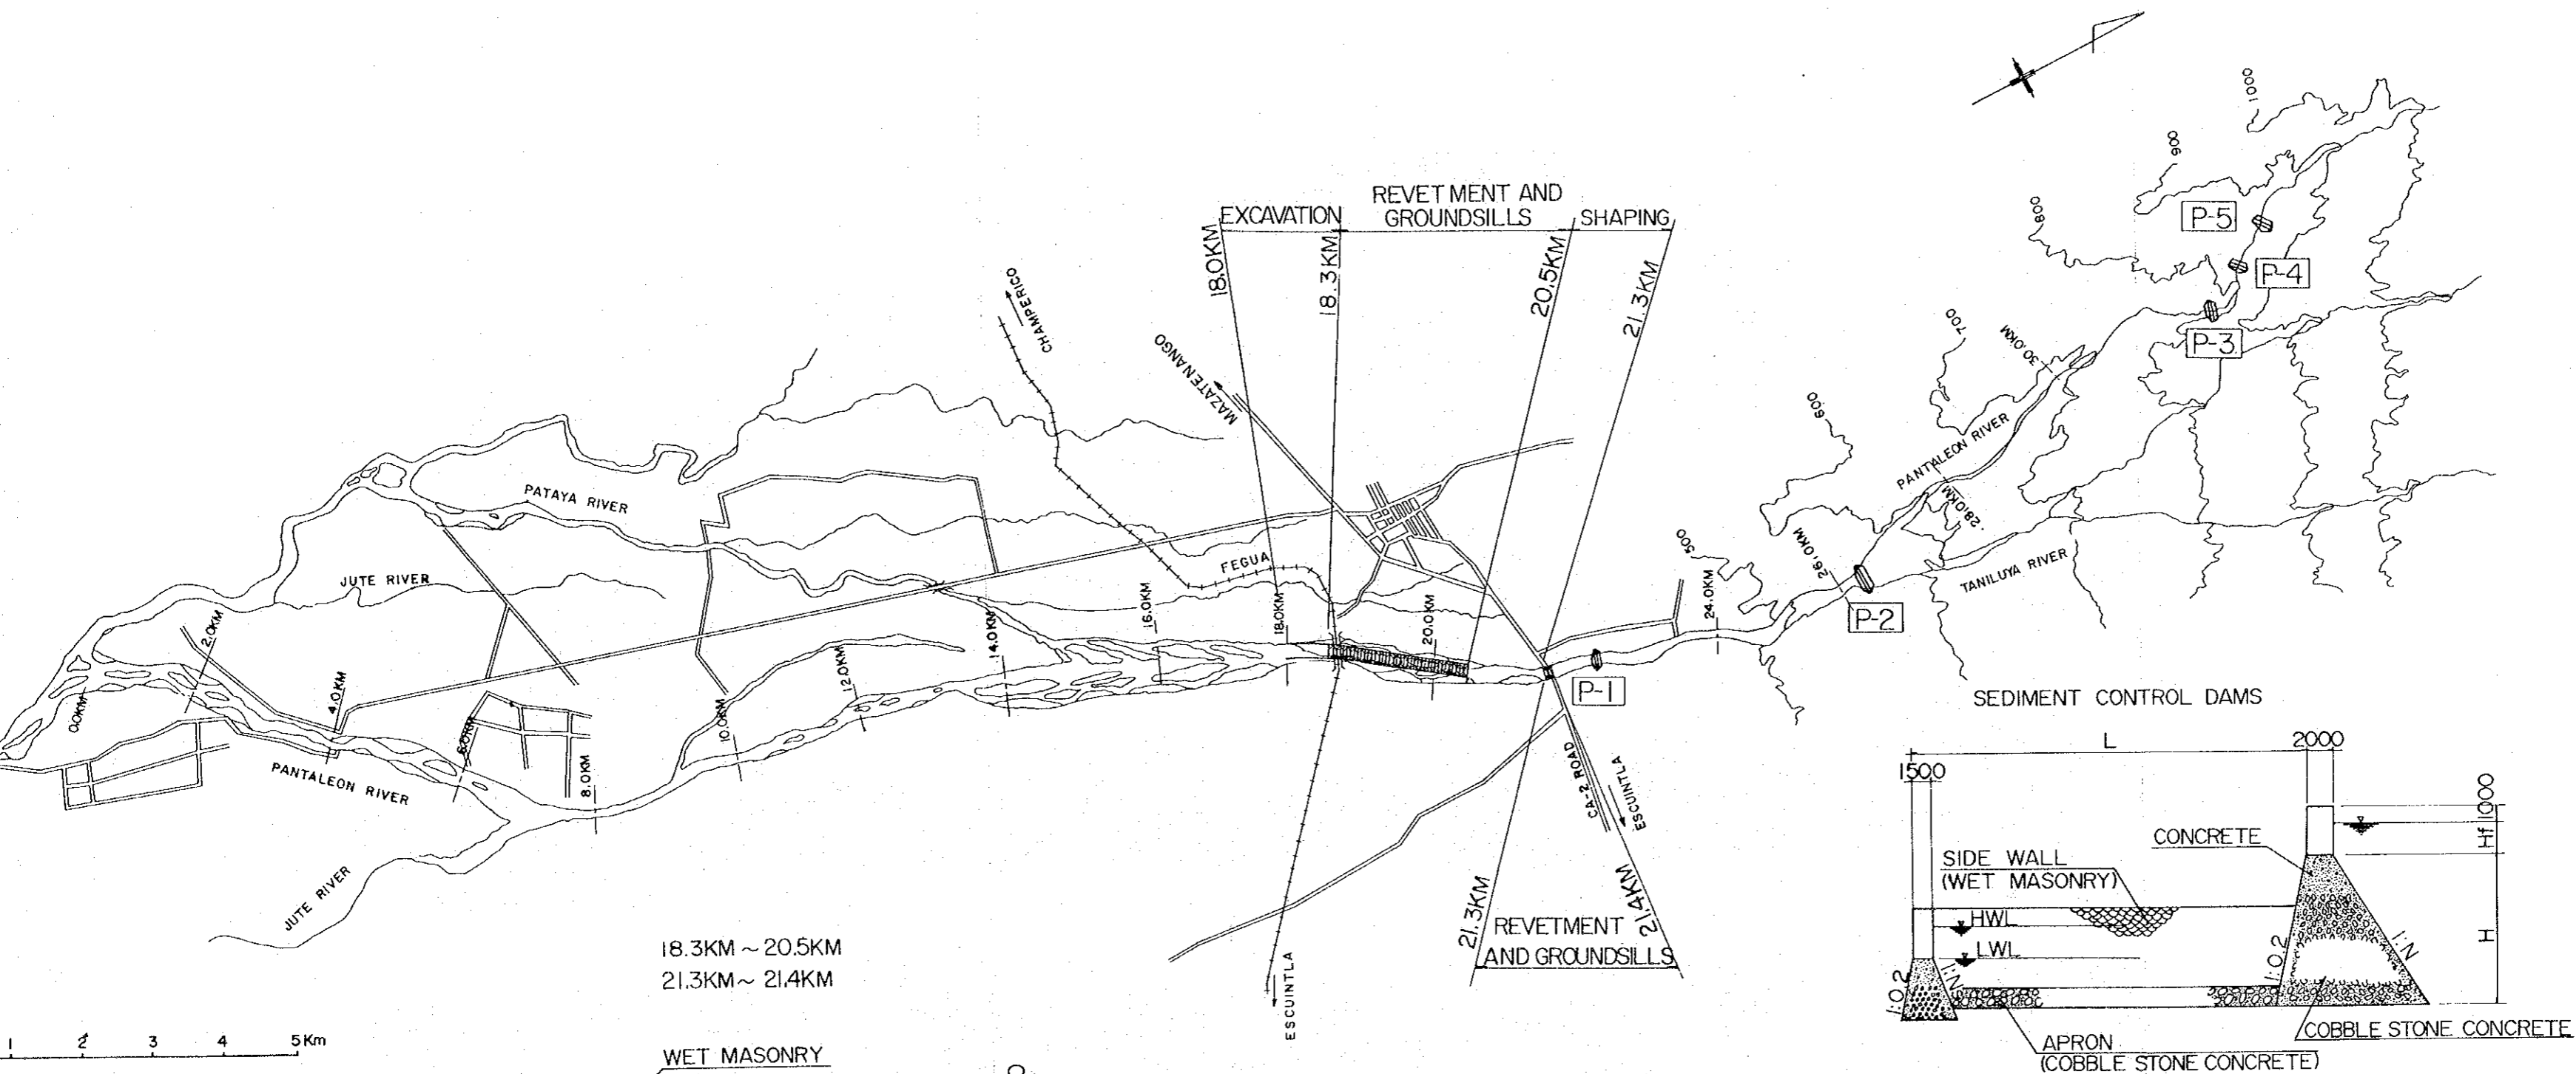 REVETMENT AND
GROUNDSILLS
EXCAVATION
SHAPING
18.0KM
18.3KM
20.5KM
21.3KM
1000
900
800
700
600
500
P-5
P-4
P-3
P-2
P-1
CHAMPERICO
MAZATENANGO
30.0KM
PANTALEON RIVER
28.0KM
26.0KM
TANILUYA RIVER
24.0KM
PATAYA RIVER
JUTE RIVER
FEGUA
0.0KM
2.0KM
4.0KM
6.0KM
8.0KM
10.0KM
12.0KM
14.0KM
16.0KM
18.0KM
20.0KM
PANTALEON RIVER
JUTE RIVER
CA-2 ROAD
ESCUINTLA
21.3KM
21.4KM
REVETMENT
AND GROUNDSILLS
ESCUINTLA
18.3KM ~ 20.5KM
21.3KM ~ 21.4KM
1 2 3 4 5 Km
WET MASONRY
SEDIMENT CONTROL DAMS
L
2000
1500
1000
Hf
H
CONCRETE
SIDE WALL
(WET MASONRY)
HWL
LWL
1:0.2
1:N
1:0.2
1:N
COBBLE STONE CONCRETE
APRON
(COBBLE STONE CONCRETE)